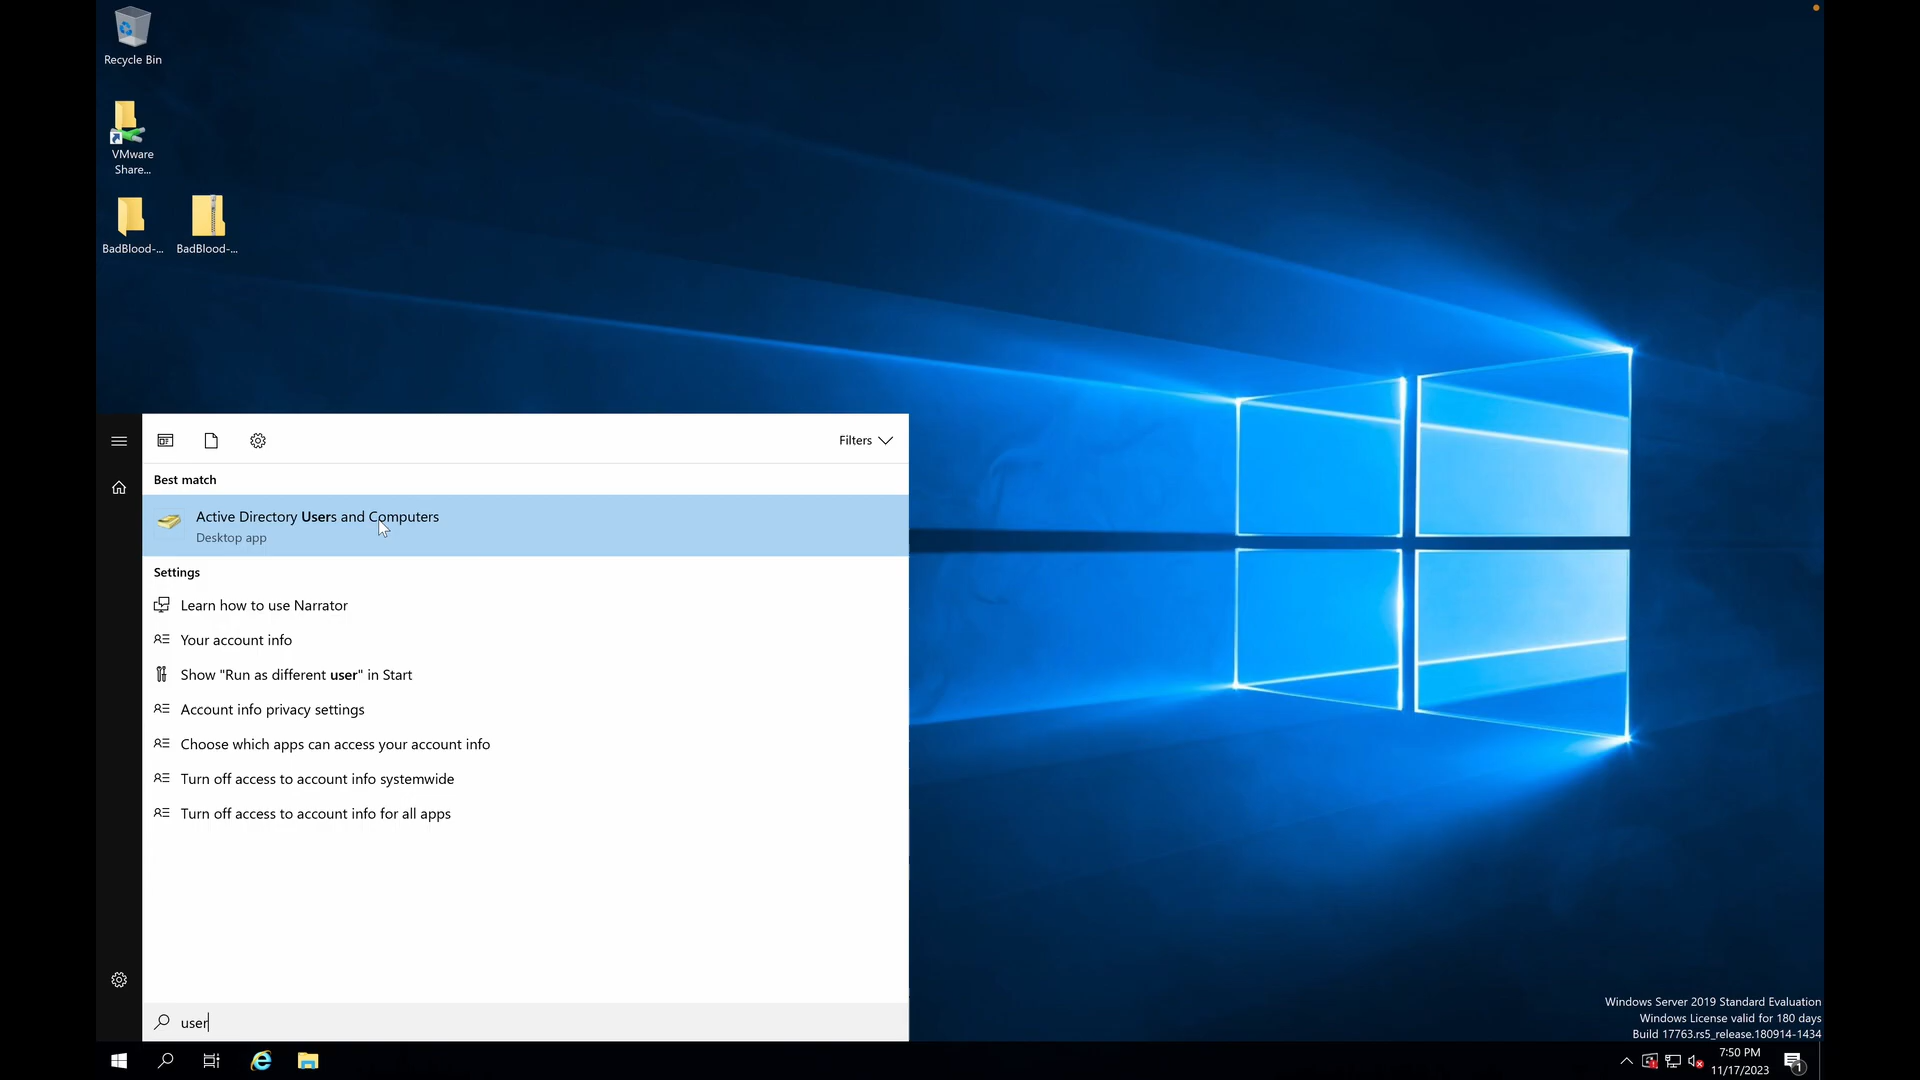 Recycle Bin
VMware
Share...
BadBlood-...
BadBlood-...
Filters
Best match
Active Directory Users and Computers
Desktop app
Settings
Learn how to use Narrator
Your account info
Show "Run as different user" in Start
Account info privacy settings
Choose which apps can access your account info
Turn off access to account info systemwide
Turn off access to account info for all apps
user
Windows Server 2019 Standard Evaluation
Windows License valid for 180 days
Build 17763.rs5_release.180914-1434
7:50 PM
11/17/2023
1